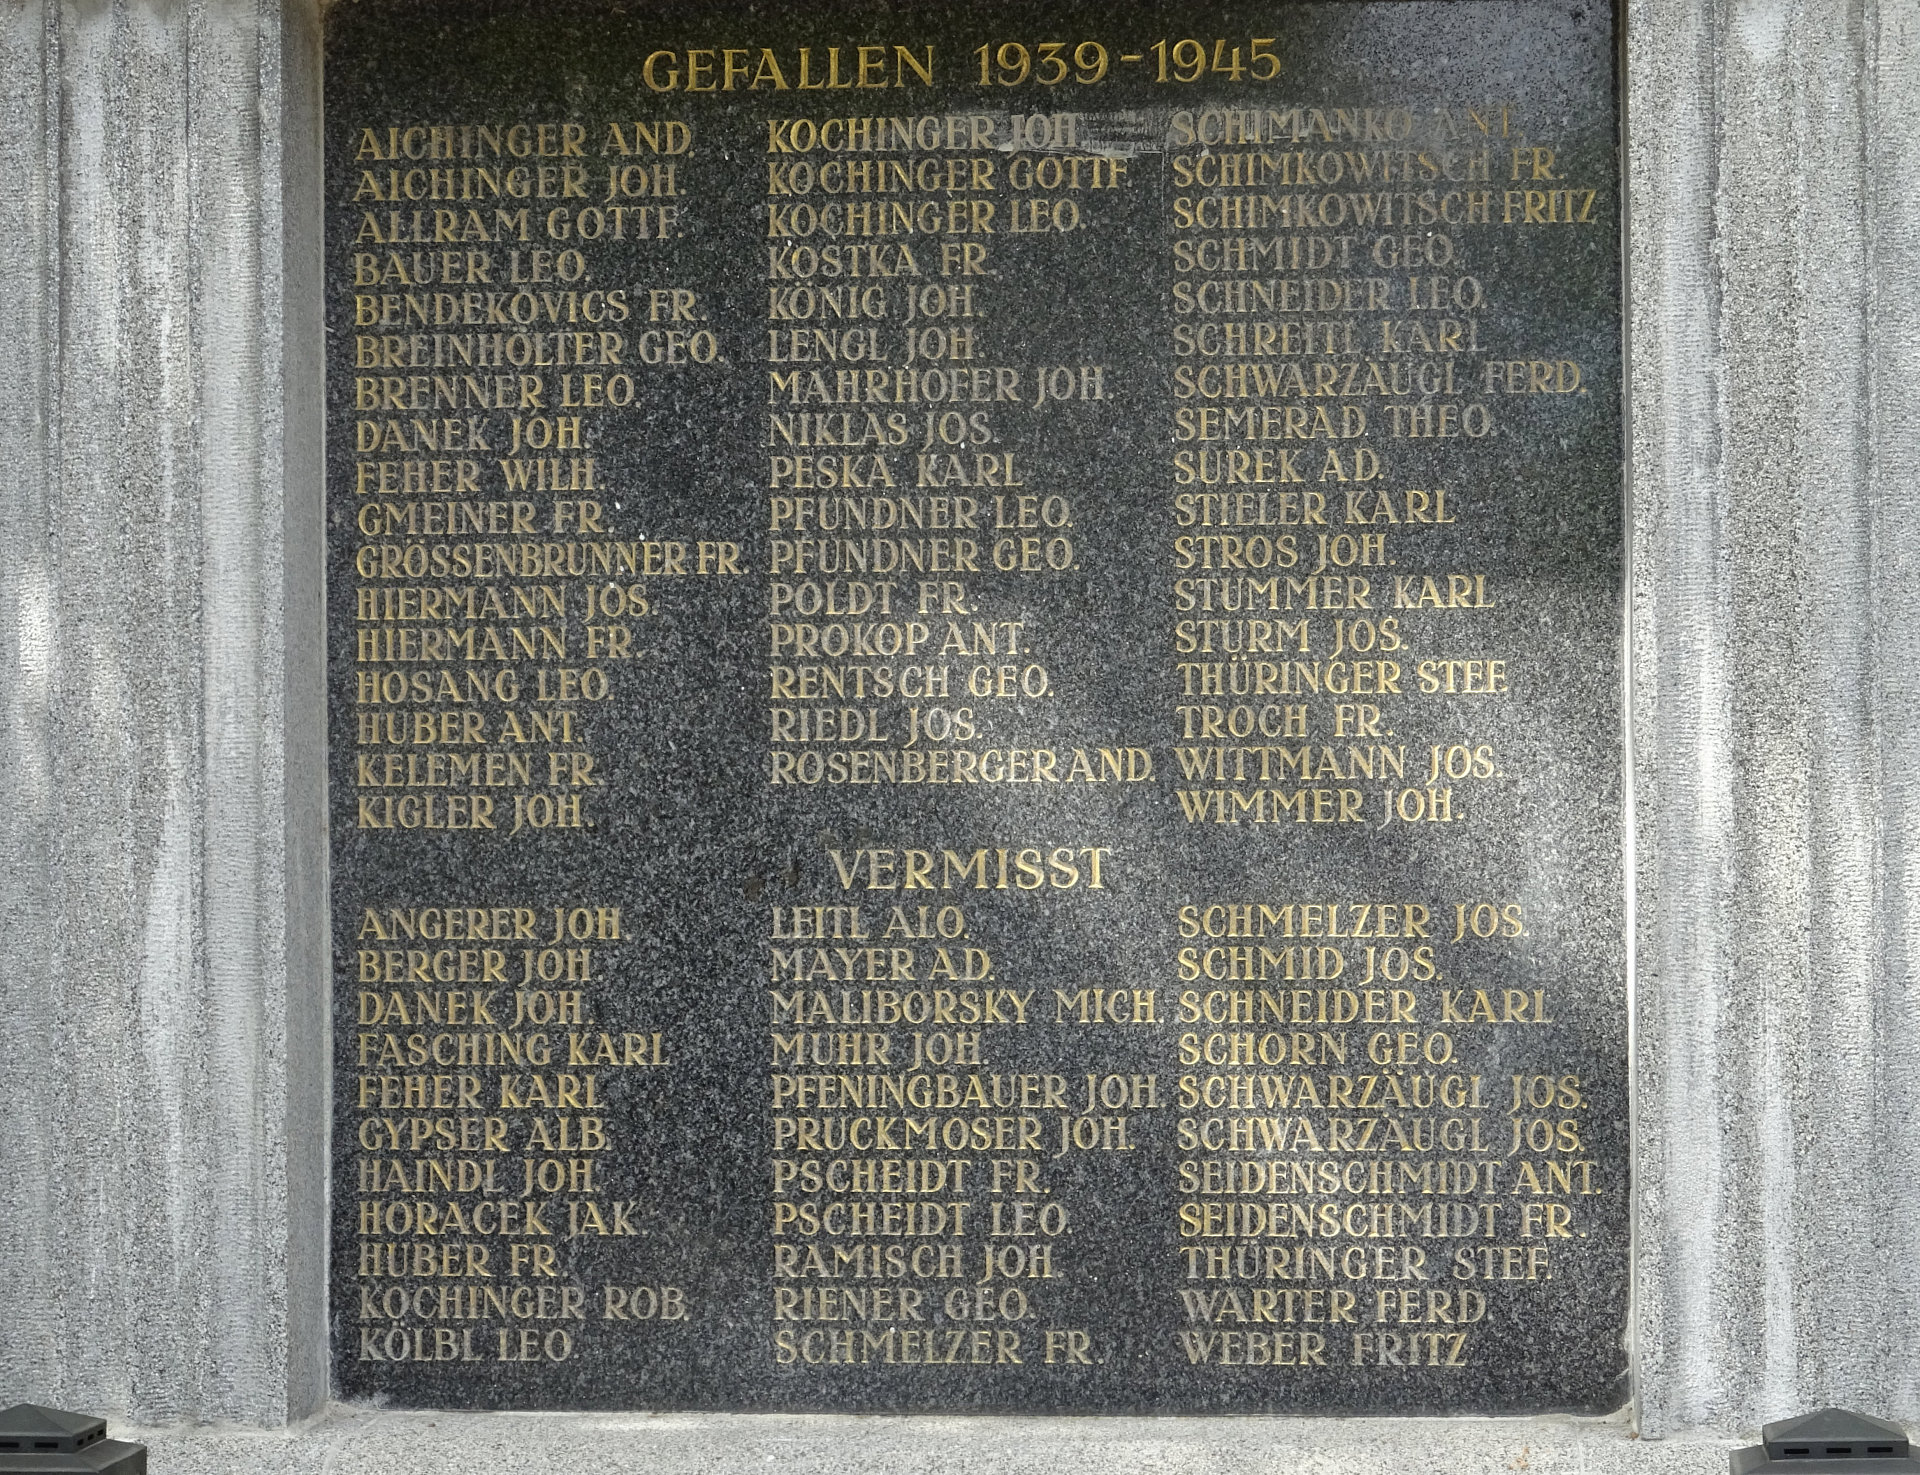 GEFALLEN 1939-1945
AICHINGER AND.
AICHINGER JOH.
ALLRAM GOTTF.
BAUER LEO.
BENDEKOVICS FR.
BREINHÖLTER GEO.
BRENNER LEO.
DANEK JOH.
FEHER WILH.
GMEINER FR.
GROSSENBRUNNER FR.
HIERMANN JOS.
HIERMANN FR.
HOSANG LEO.
HUBER ANT.
KELEMEN FR.
KIGLER JOH.
KOCHINGER JOH
KOCHINGER GOTTF
KOCHINGER LEO.
KOSTKA FR.
KÖNIG JOH.
LENGL JOH.
MAHRHOFER JOH.
NIKLAS JOS.
PESKA KARL
PFUNDNER LEO.
PFUNDNER GEO.
POLDT FR.
PROKOP ANT.
RENTSCH GEO.
RIEDL JOS.
ROSENBERGER AND.
SCHIMANKO ANT.
SCHIMKOWITSCH FR.
SCHIMKOWITSCH FRITZ
SCHMIDT GEO.
SCHNEIDER LEO.
SCHREITL KARL
SCHWARZÄUGL FERD.
SEMERAD THEO.
SUREK AD.
STIELER KARL
STROS JOH.
STUMMER KARL
STURM JOS.
THÜRINGER STEF.
TROCH FR.
WITTMANN JOS.
WIMMER JOH.
VERMISST
ANGERER JOH.
BERGER JOH
DANEK JOH.
FASCHING KARL
FEHER KARL
GYPSER ALB.
HAINDL JOH
HORACEK JAK
HUBER FR.
KOCHINGER ROB.
KÖLBL LEO.
LEITL ALO.
MAYER AD.
MALIBORSKY MICH.
MUHR JOH.
PFENINGBAUER JOH.
PRUCKMOSER JOH.
PSCHEIDT FR.
PSCHEIDT LEO.
RAMISCH JOH.
RIENER GEO.
SCHMELZER FR.
SCHMELZER JOS.
SCHMID JOS.
SCHNEIDER KARL
SCHORN GEO.
SCHWARZÄUGL JOS.
SCHWARZÄUGL JOS.
SEIDENSCHMIDT ANT.
SEIDENSCHMIDT FR.
THÜRINGER STEF.
WARTER FERD.
WEBER FRITZ